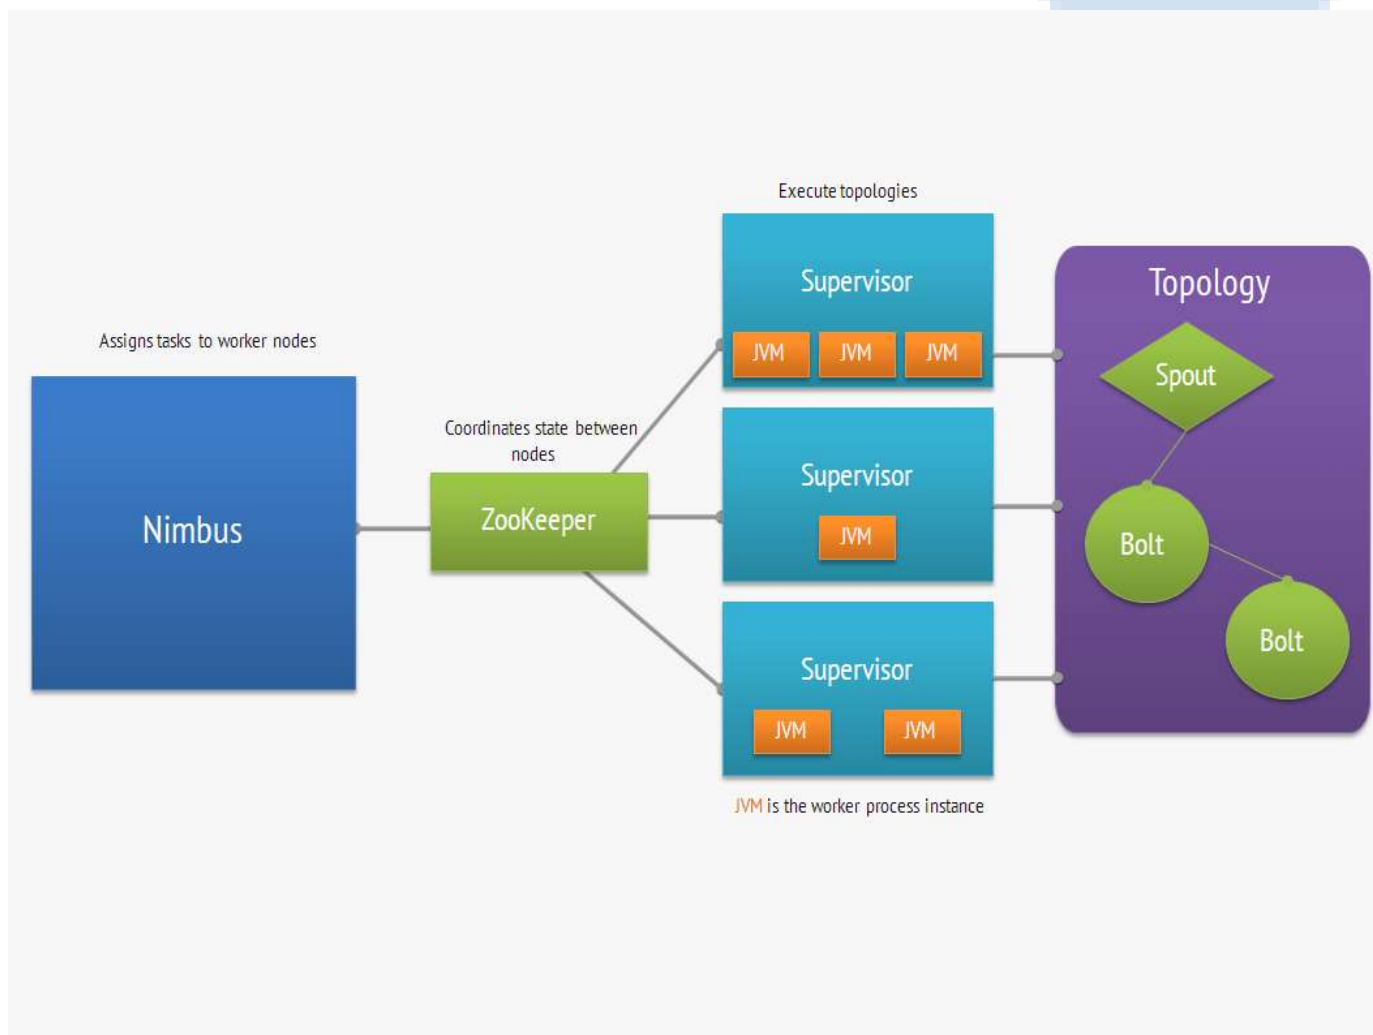 Execute topologies
Supervisor
JVM JVM JVM
Topology
Spout
Assigns tasks to worker nodes
Nimbus
Coordinates state between
nodes
ZooKeeper
Supervisor
JVM
Bolt
Bolt
Supervisor
JVM JVM
JVM is the worker process instance